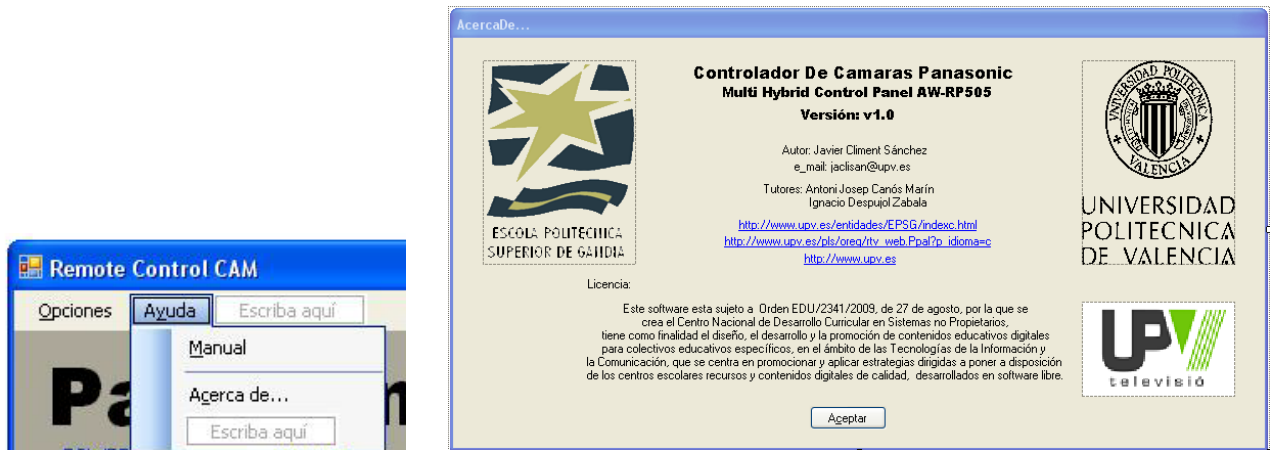 Remote Control CAM
Opciones Ayuda Escriba aquí
Manual
Acerca de...
Escriba aquí
Pa
AcercaDe...
ESCOLA POLITÈCNICA
SUPERIOR DE GANDIA
Controlador De Camaras Panasonic
Multi Hybrid Control Panel AW-RP505
Versión: v1.0
Autor: Javier Climent Sánchez
e_mail: jaclisan@upv.es
Tutores: Antoni Josep Canós Marín
Ignacio Despujol Zabala
http://www.upv.es/entidades/EPSG/indexc.html
http://www.upv.es/pls/oreg/rtv_web.Ppal?p_idioma=c
http://www.upv.es
Licencia:
Este software esta sujeto a Orden EDU/2341/2009, de 27 de agosto, por la que se
crea el Centro Nacional de Desarrollo Curricular en Sistemas no Propietarios,
tiene como finalidad el diseño, el desarrollo y la promoción de contenidos educativos digitales
para colectivos educativos específicos, en el ámbito de las Tecnologías de la Información y
la Comunicación, que se centra en promocionar y aplicar estrategias dirigidas a poner a disposición
de los centros escolares recursos y contenidos digitales de calidad, desarrollados en software libre.
Aceptar
UNIVERSIDAD POLITECNICA
VALENCIA
UNIVERSIDAD
POLITECNICA
DE VALENCIA
UPV
televisió